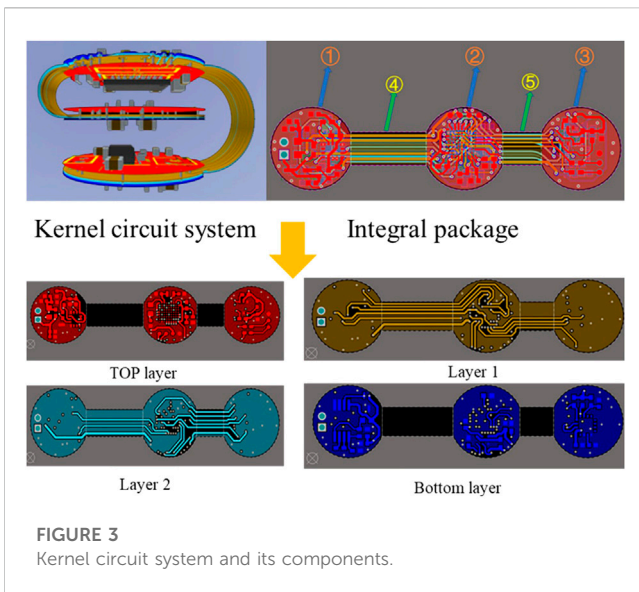 ① ② ③
④ ⑤
Kernel circuit system
Integral package
TOP layer
Layer 1
Layer 2
Bottom layer
FIGURE 3
Kernel circuit system and its components.